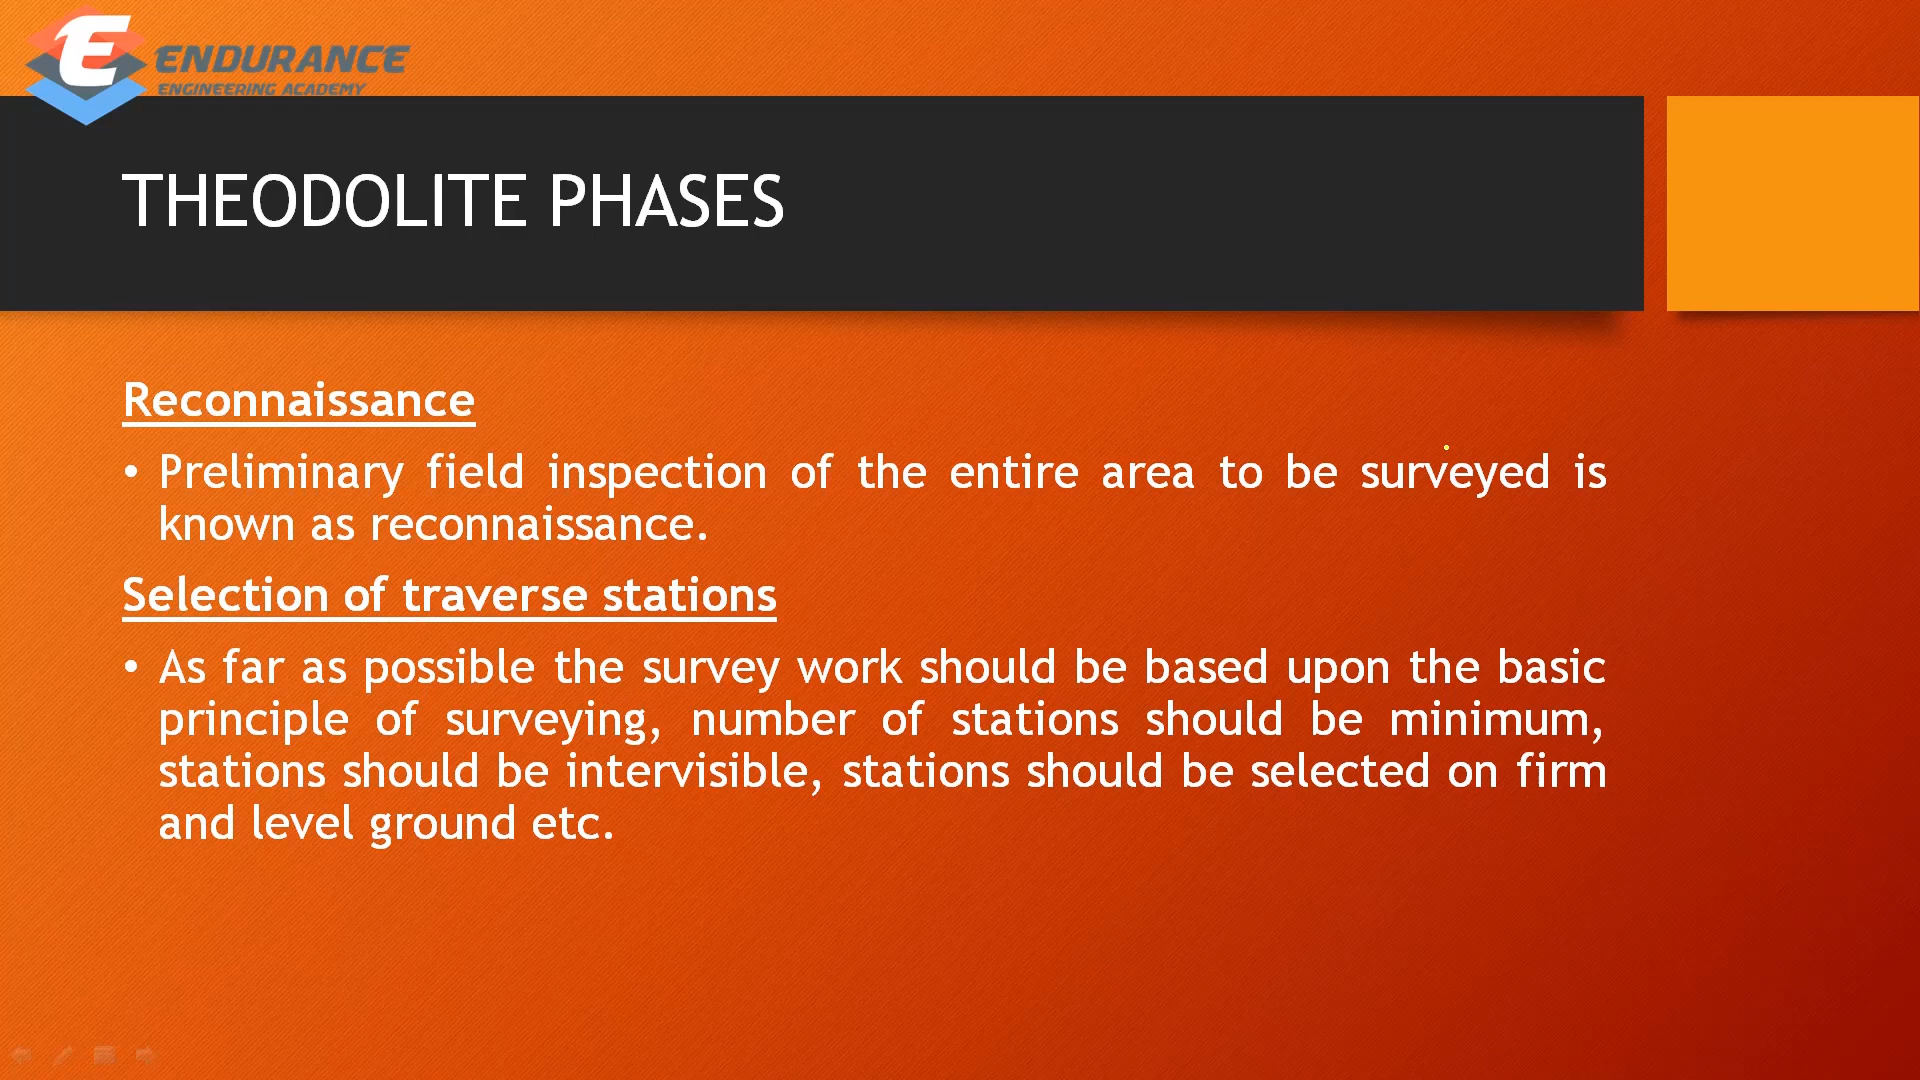 E ENDURANCE
ENGINEERING ACADEMY
THEODOLITE PHASES
Reconnaissance
• Preliminary field inspection of the entire area to be surveyed is
known as reconnaissance.
Selection of traverse stations
• As far as possible the survey work should be based upon the basic
principle of surveying, number of stations should be minimum,
stations should be intervisible, stations should be selected on firm
and level ground etc.